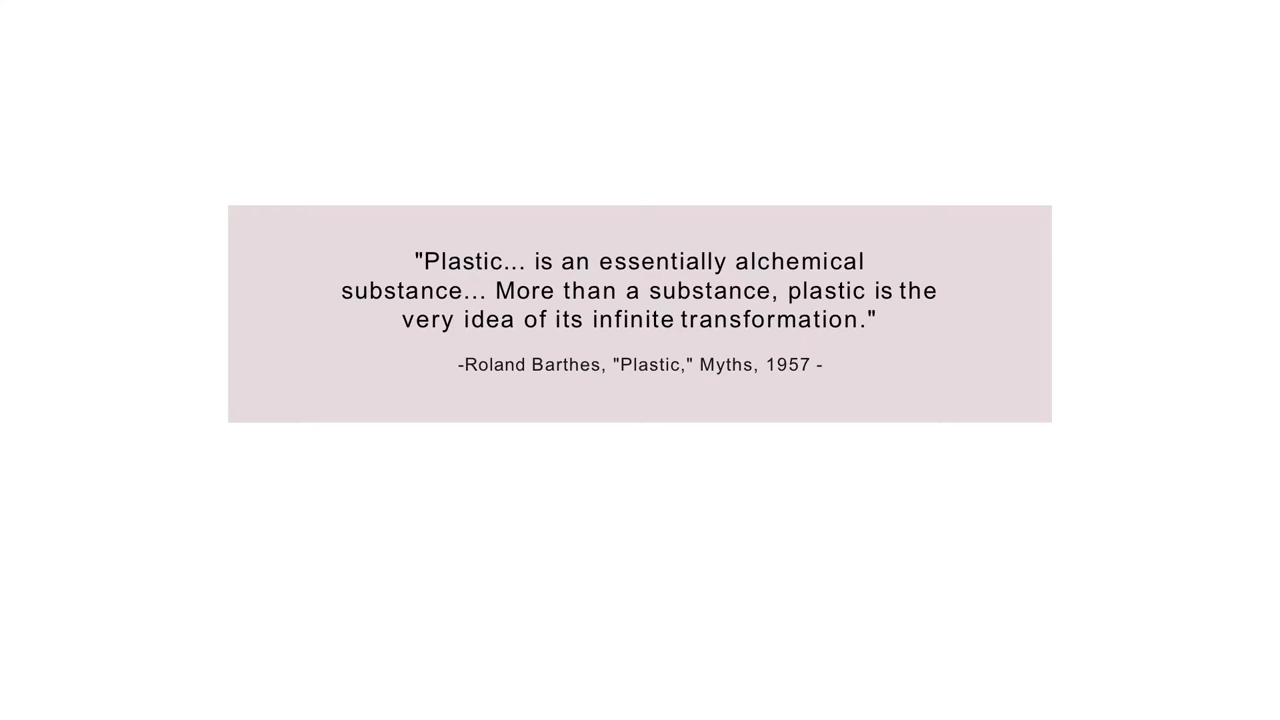 "Plastic... is an essentially alchemical
substance... More than a substance, plastic is the
very idea of its infinite transformation."
-Roland Barthes, "Plastic," Myths, 1957 -